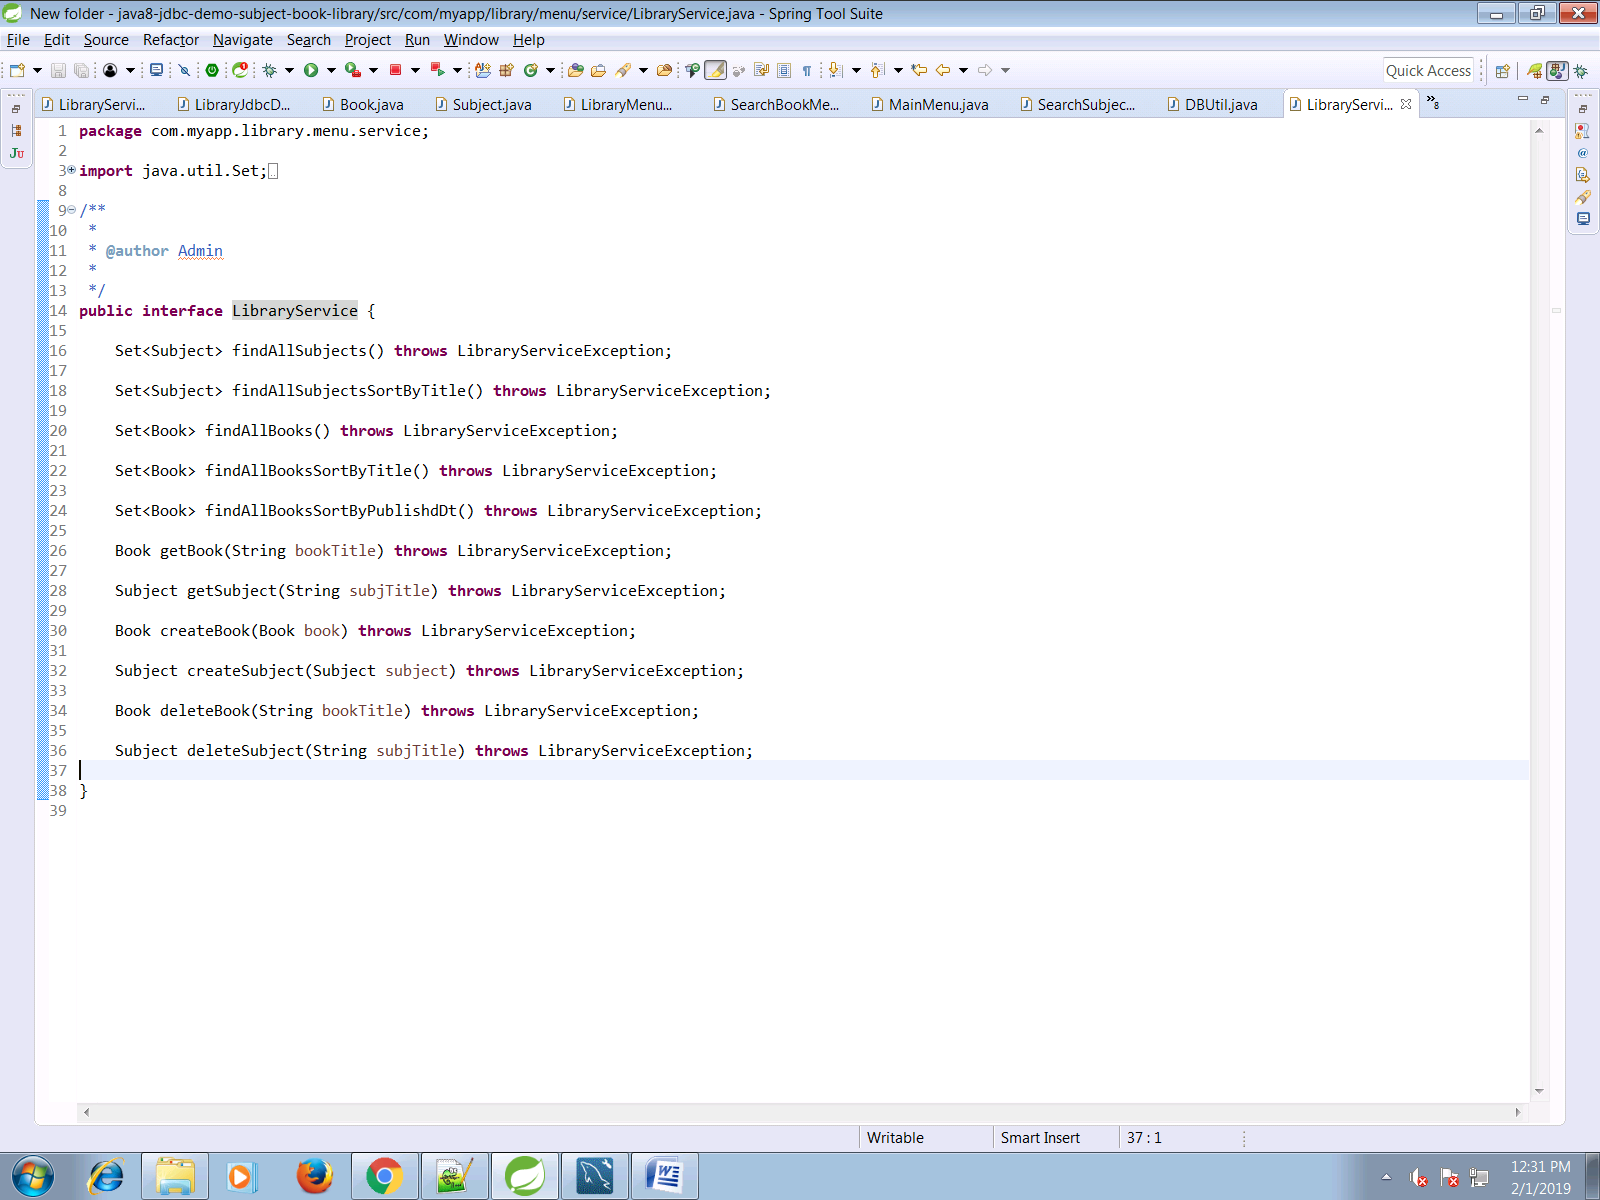 New folder - java8-jdbc-demo-subject-book-library/src/com/myapp/library/menu/service/LibraryService.java - Spring Tool Suite
File Edit Source Refactor Navigate Search Project Run Window Help
Quick Access
LibraryServi... LibraryJdbcD... Book.java Subject.java LibraryMenu... SearchBookMe... MainMenu.java SearchSubjec... DBUtil.java LibraryServi... »8
1 package com.myapp.library.menu.service;
2
3 import java.util.Set;
8
9 /**
10 *
11 * @author Admin
12 *
13 */
14 public interface LibraryService {
15
16 Set<Subject> findAllSubjects() throws LibraryServiceException;
17
18 Set<Subject> findAllSubjectsSortByTitle() throws LibraryServiceException;
19
20 Set<Book> findAllBooks() throws LibraryServiceException;
21
22 Set<Book> findAllBooksSortByTitle() throws LibraryServiceException;
23
24 Set<Book> findAllBooksSortByPublishdDt() throws LibraryServiceException;
25
26 Book getBook(String bookTitle) throws LibraryServiceException;
27
28 Subject getSubject(String subjTitle) throws LibraryServiceException;
29
30 Book createBook(Book book) throws LibraryServiceException;
31
32 Subject createSubject(Subject subject) throws LibraryServiceException;
33
34 Book deleteBook(String bookTitle) throws LibraryServiceException;
35
36 Subject deleteSubject(String subjTitle) throws LibraryServiceException;
37
38 }
39
Writable Smart Insert 37 : 1
12:31 PM
2/1/2019